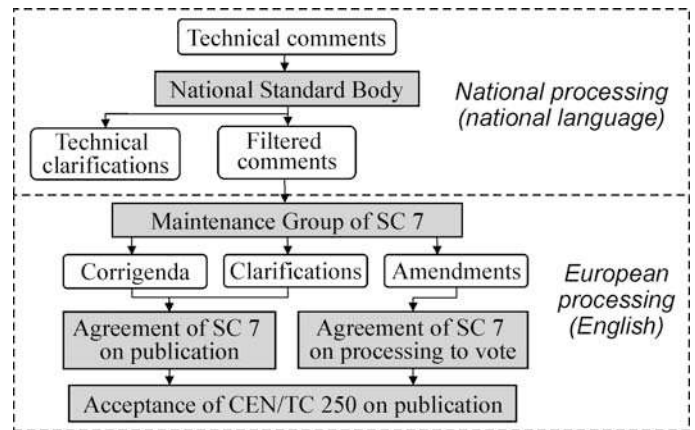 Technical comments
National Standard Body
National processing
(national language)
Technical
clarifications
Filtered
comments
Maintenance Group of SC 7
Corrigenda
Clarifications
Amendments
European
processing
(English)
Agreement of SC 7
on publication
Agreement of SC 7
on processing to vote
Acceptance of CEN/TC 250 on publication